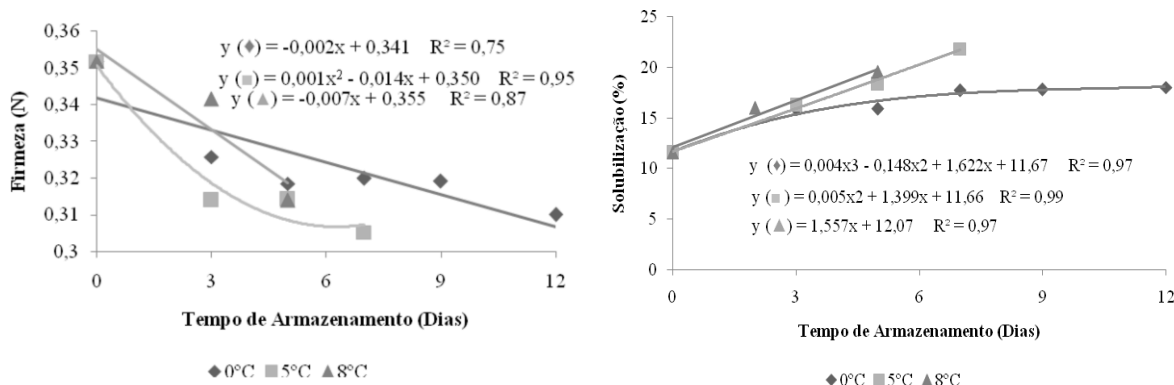 0,36
0,35
0,34
0,33
0,32
0,31
0,3
Firmeza (N)
y (♦) = -0,002x + 0,341 R² = 0,75
y (■) = 0,001x² - 0,014x + 0,350 R² = 0,95
y (▲) = -0,007x + 0,355 R² = 0,87
0 3 6 9 12
Tempo de Armazenamento (Dias)
♦0°C ■5°C ▲8°C
25
20
15
10
5
0
Solubilização (%)
y (♦) = 0,004x3 - 0,148x2 + 1,622x + 11,67 R² = 0,97
y (■) = 0,005x2 + 1,399x + 11,66 R² = 0,99
y (▲) = 1,557x + 12,07 R² = 0,97
0 3 6 9 12
Tempo de Armazenamento (Dias)
♦0°C ■5°C ▲8°C